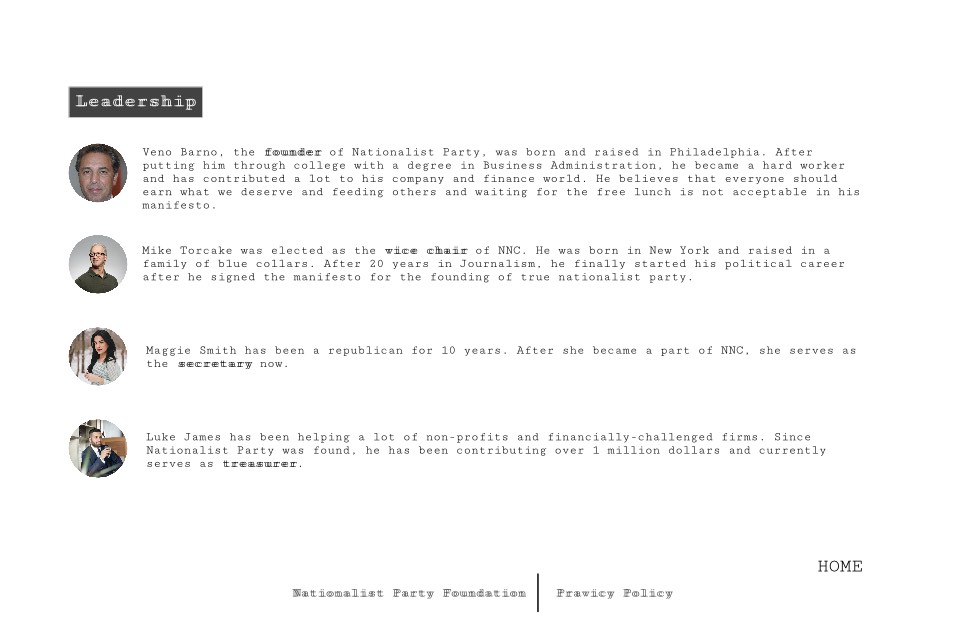 Leadership
Veno Barno, the founder of Nationalist Party, was born and raised in Philadelphia. After
putting him through college with a degree in Business Administration, he became a hard worker
and has contributed a lot to his company and finance world. He believes that everyone should
earn what we deserve and feeding others and waiting for the free lunch is not acceptable in his
manifesto.
Mike Torcake was elected as the vice chair of NNC. He was born in New York and raised in a
family of blue collars. After 20 years in Journalism, he finally started his political career
after he signed the manifesto for the founding of true nationalist party.
Maggie Smith has been a republican for 10 years. After she became a part of NNC, she serves as
the secretary now.
Luke James has been helping a lot of non-profits and financially-challenged firms. Since
Nationalist Party was found, he has been contributing over 1 million dollars and currently
serves as treasurer.
HOME
Nationalist Party Foundation
Prawicy Policy